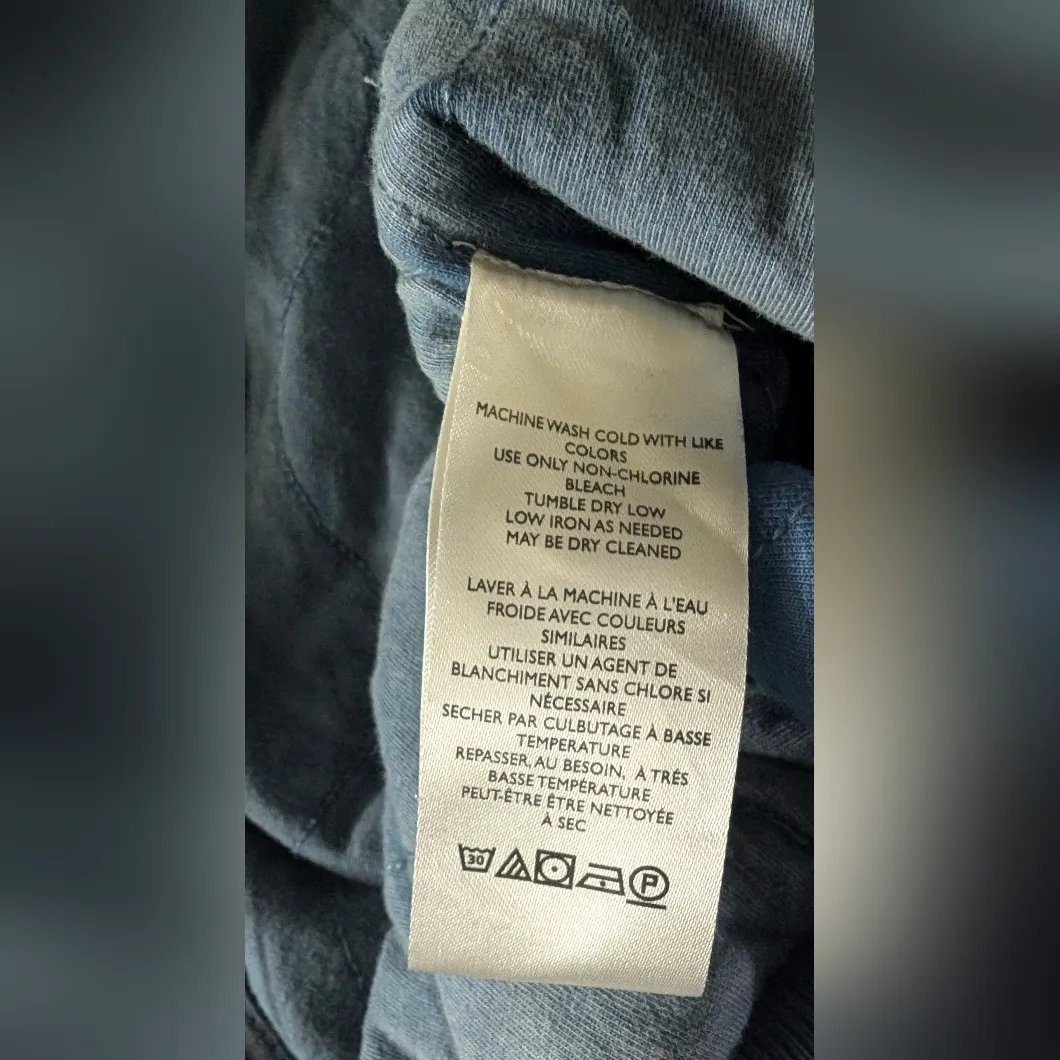 MACHINE WASH COLD WITH LIKE
COLORS
USE ONLY NON-CHLORINE
BLEACH
TUMBLE DRY LOW
LOW IRON AS NEEDED
MAY BE DRY CLEANED
LAVER À LA MACHINE À L'EAU
FROIDE AVEC COULEURS
SIMILAIRES
UTILISER UN AGENT DE
BLANCHIMENT SANS CHLORE SI
NÉCESSAIRE
SECHER PAR CULBUTAGE À BASSE
TEMPERATURE
REPASSER, AU BESOIN, À TRÉS
BASSE TEMPÉRATURE
PEUT-ÊTRE ÊTRE NETTOYÉE
À SEC
30 P